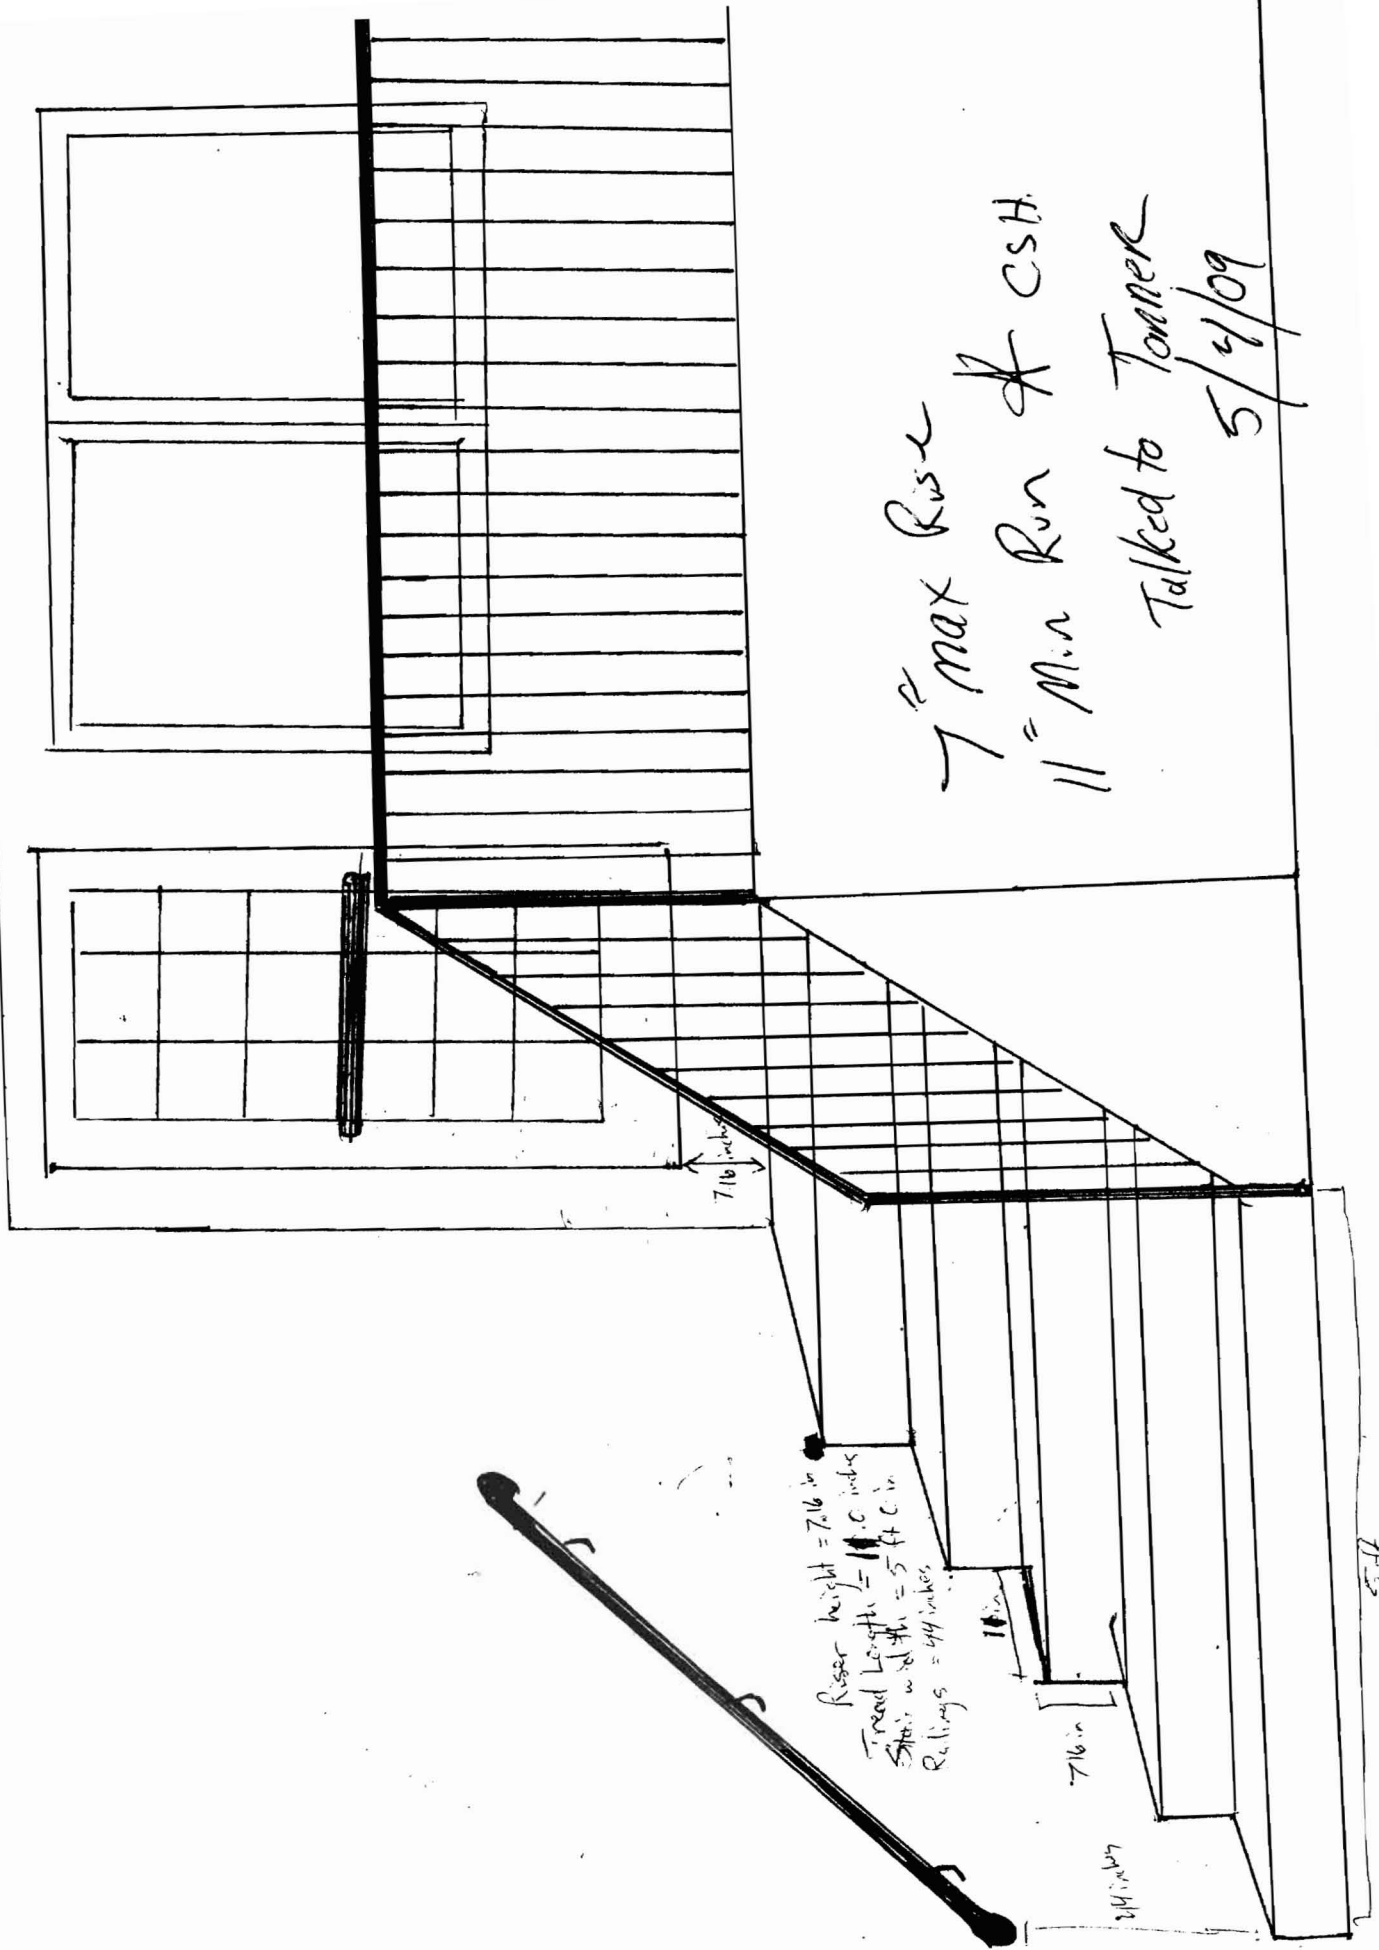 7" max Rise
11" Min Run * CSH.
Talked to Tanner
5/4/09
7.16 inches
Riser height = 7.16 in
Tread Length = 11.0 inches
Stair width = 5 ft 0 in
Railings = 44 inches
11 in
7.16 in
44 inches
5 ft